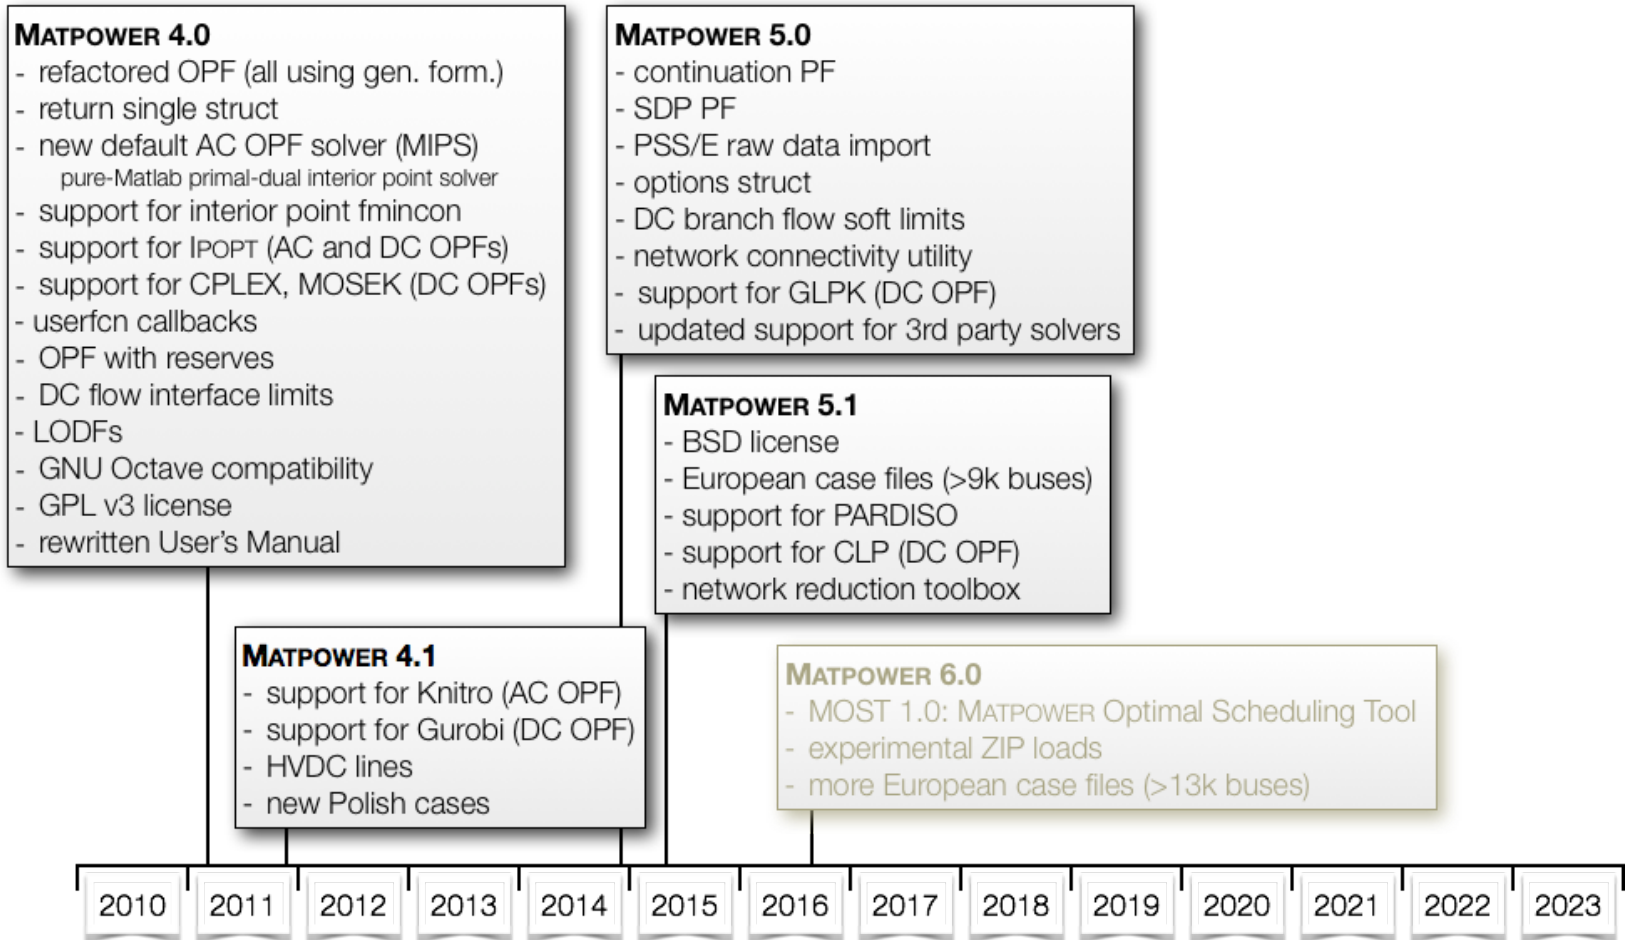 MATPOWER 4.0
- refactored OPF (all using gen. form.)
- return single struct
- new default AC OPF solver (MIPS)
pure-Matlab primal-dual interior point solver
- support for interior point fmincon
- support for IPOPT (AC and DC OPFs)
- support for CPLEX, MOSEK (DC OPFs)
- userfcn callbacks
- OPF with reserves
- DC flow interface limits
- LODFs
- GNU Octave compatibility
- GPL v3 license
- rewritten User's Manual
MATPOWER 4.1
- support for Knitro (AC OPF)
- support for Gurobi (DC OPF)
- HVDC lines
- new Polish cases
MATPOWER 5.0
- continuation PF
- SDP PF
- PSS/E raw data import
- options struct
- DC branch flow soft limits
- network connectivity utility
- support for GLPK (DC OPF)
- updated support for 3rd party solvers
MATPOWER 5.1
- BSD license
- European case files (>9k buses)
- support for PARDISO
- support for CLP (DC OPF)
- network reduction toolbox
MATPOWER 6.0
- MOST 1.0: MATPOWER Optimal Scheduling Tool
- experimental ZIP loads
- more European case files (>13k buses)
2010 2011 2012 2013 2014 2015 2016 2017 2018 2019 2020 2021 2022 2023